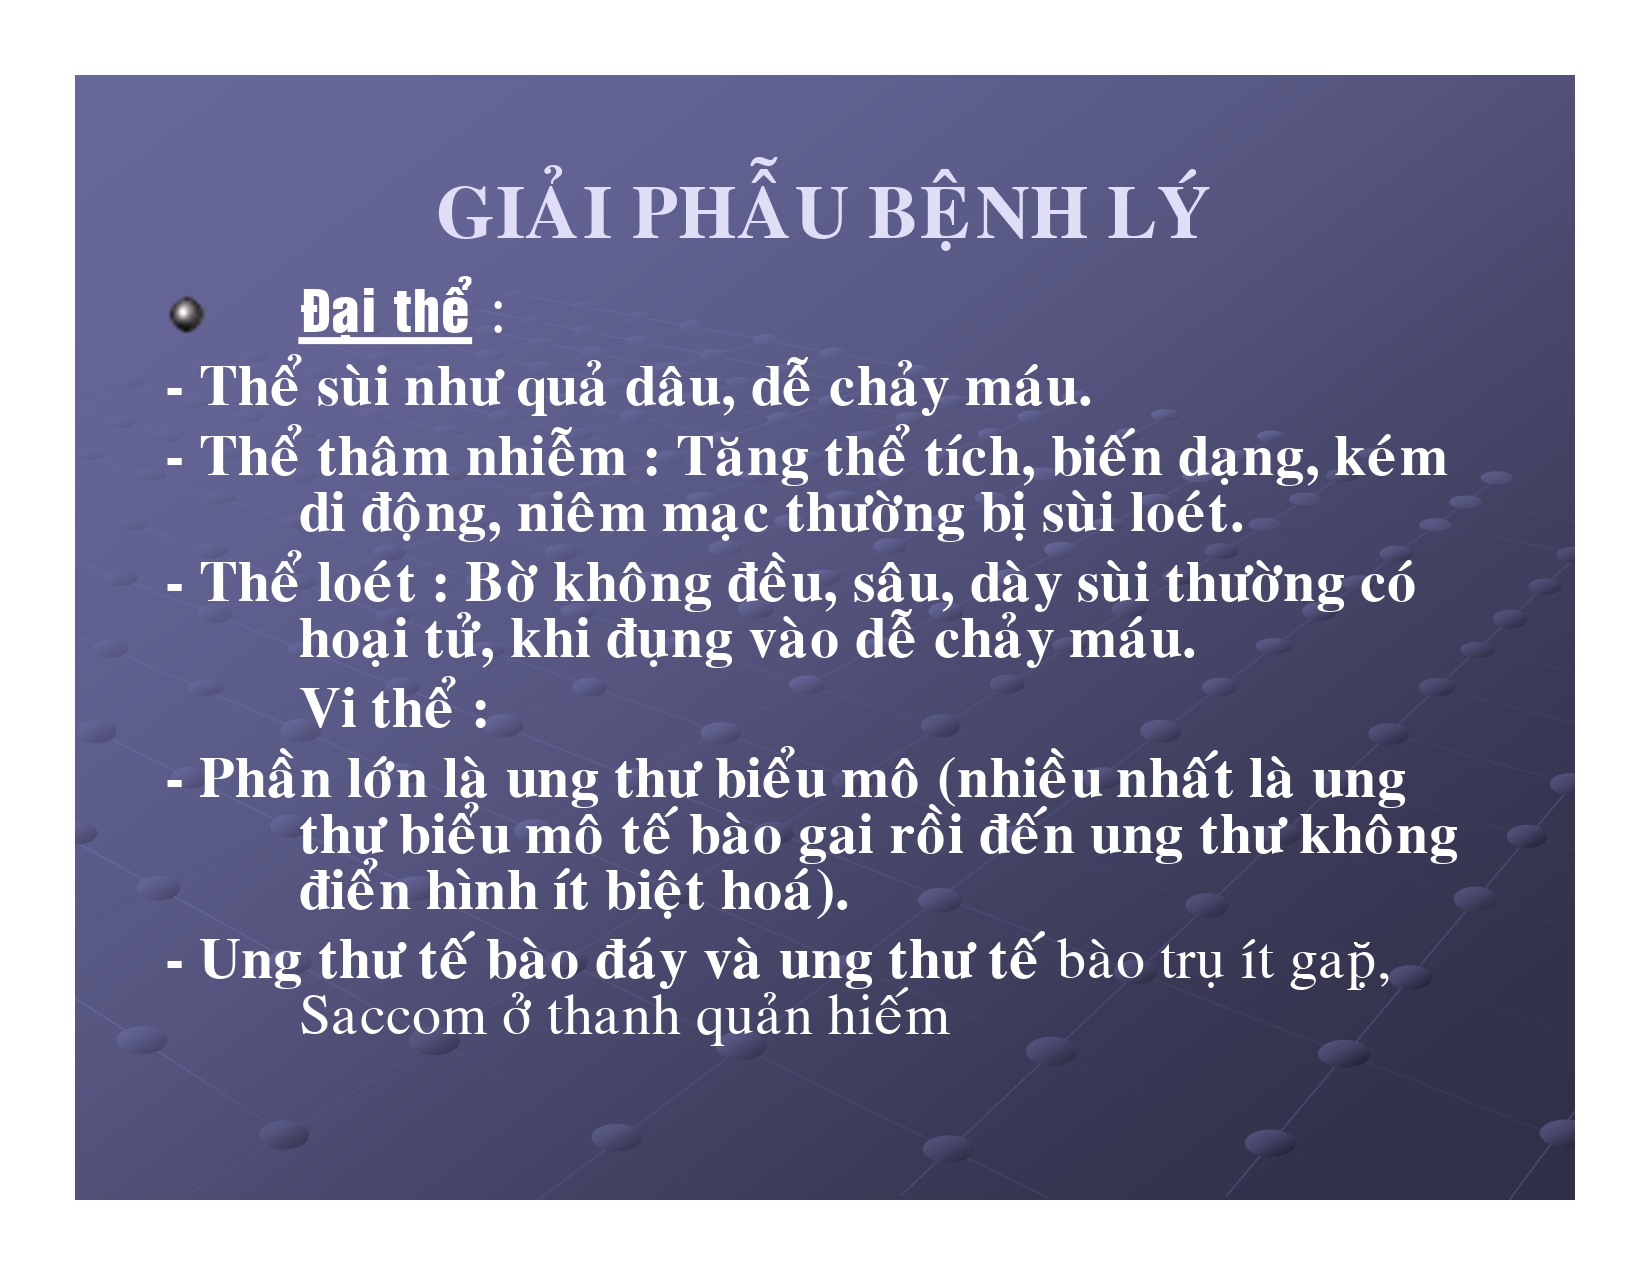 GIẢI PHẪU BỆNH LÝ
Đại thể :
- Thể sùi như quả dâu, dễ chảy máu.
- Thể thâm nhiễm : Tăng thể tích, biến dạng, kém
di động, niêm mạc thường bị sùi loét.
- Thể loét : Bờ không đều, sâu, dày sùi thường có
hoại tử, khi đụng vào dễ chảy máu.
Vi thể :
- Phần lớn là ung thư biểu mô (nhiều nhất là ung
thư biểu mô tế bào gai rồi đến ung thư không
điển hình ít biệt hoá).
- Ung thư tế bào đáy và ung thư tế bào trụ ít gặp,
Saccom ở thanh quản hiếm